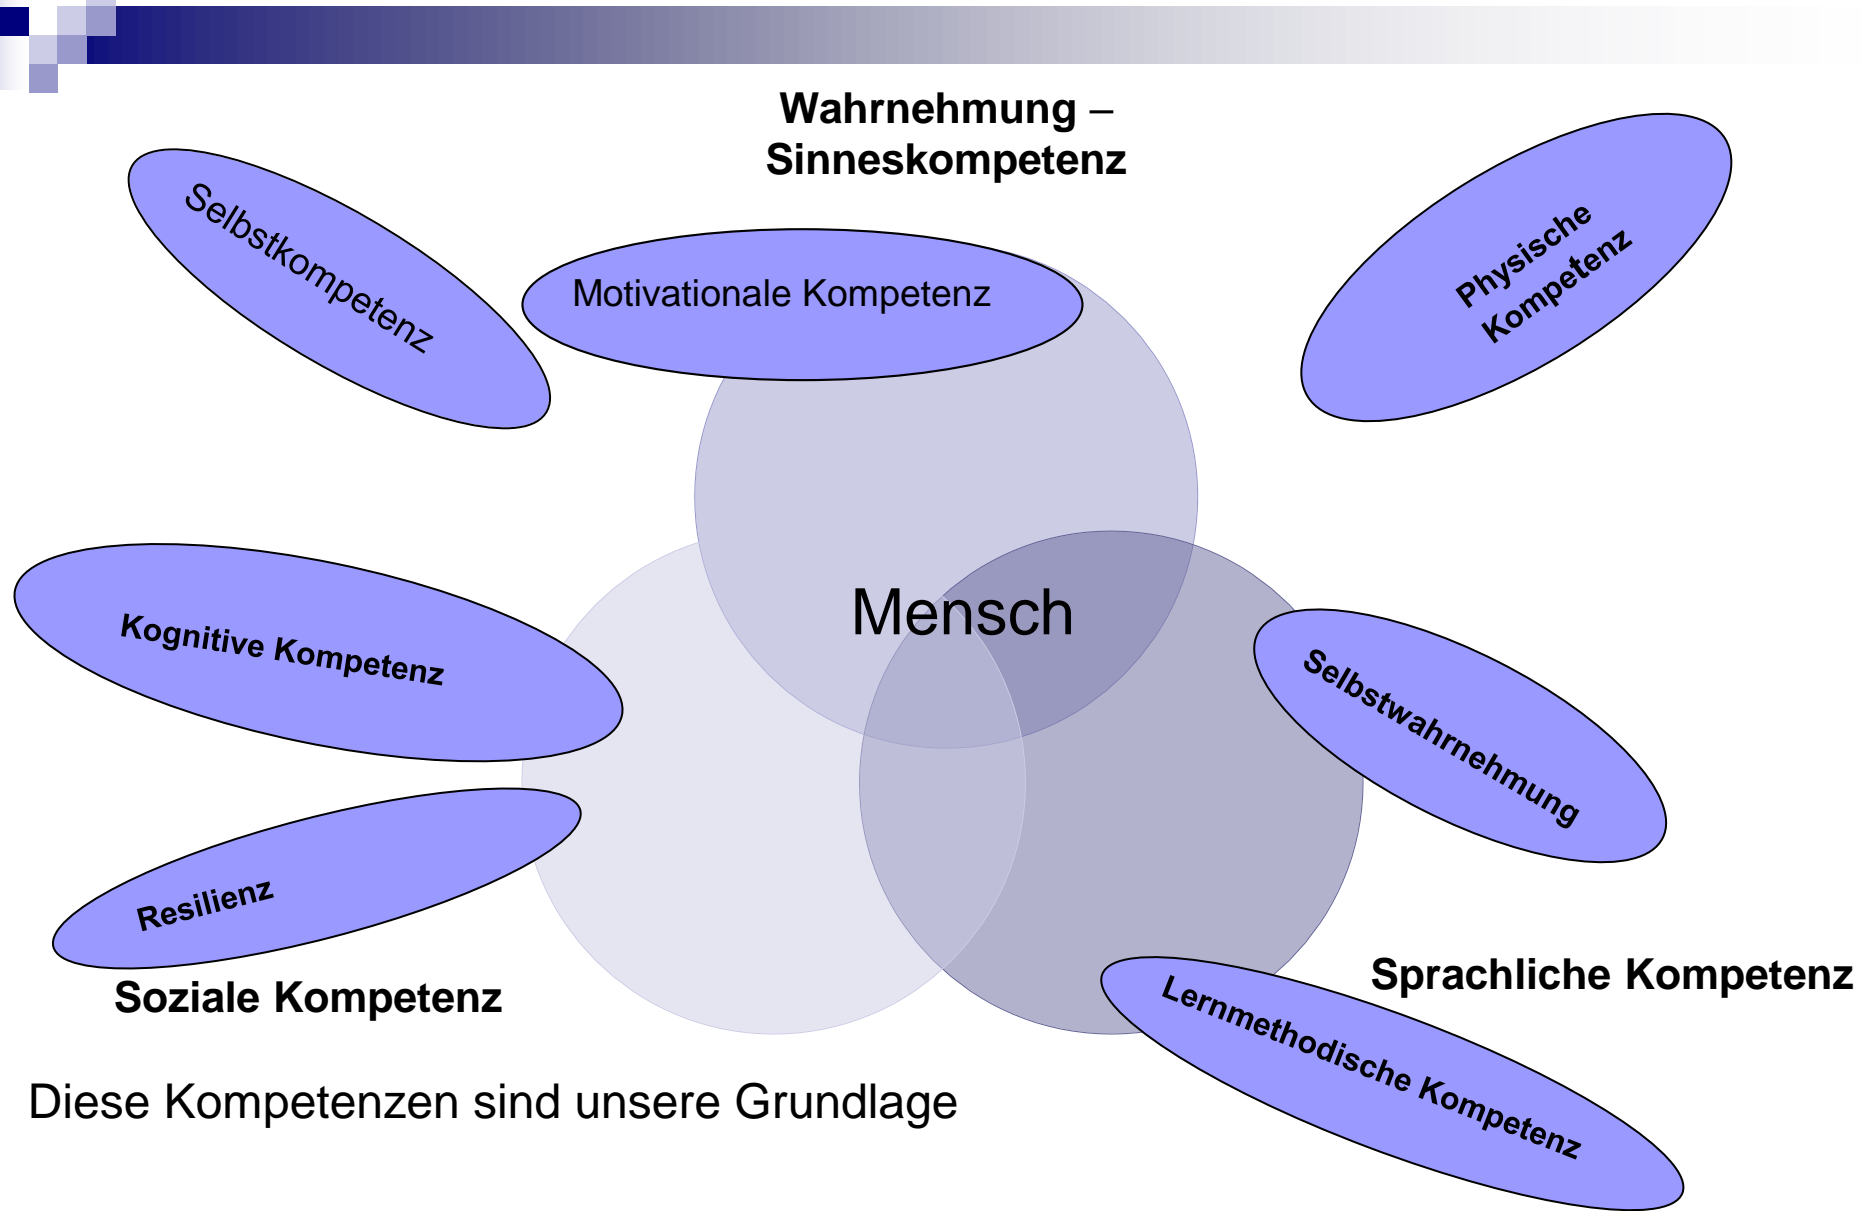 Wahrnehmung –
Sinneskompetenz
Selbstkompetenz
Motivationale Kompetenz
Physische
Kompetenz
Mensch
Kognitive Kompetenz
Selbstwahrnehmung
Resilienz
Soziale Kompetenz
Sprachliche Kompetenz
Lernmethodische Kompetenz
Diese Kompetenzen sind unsere Grundlage